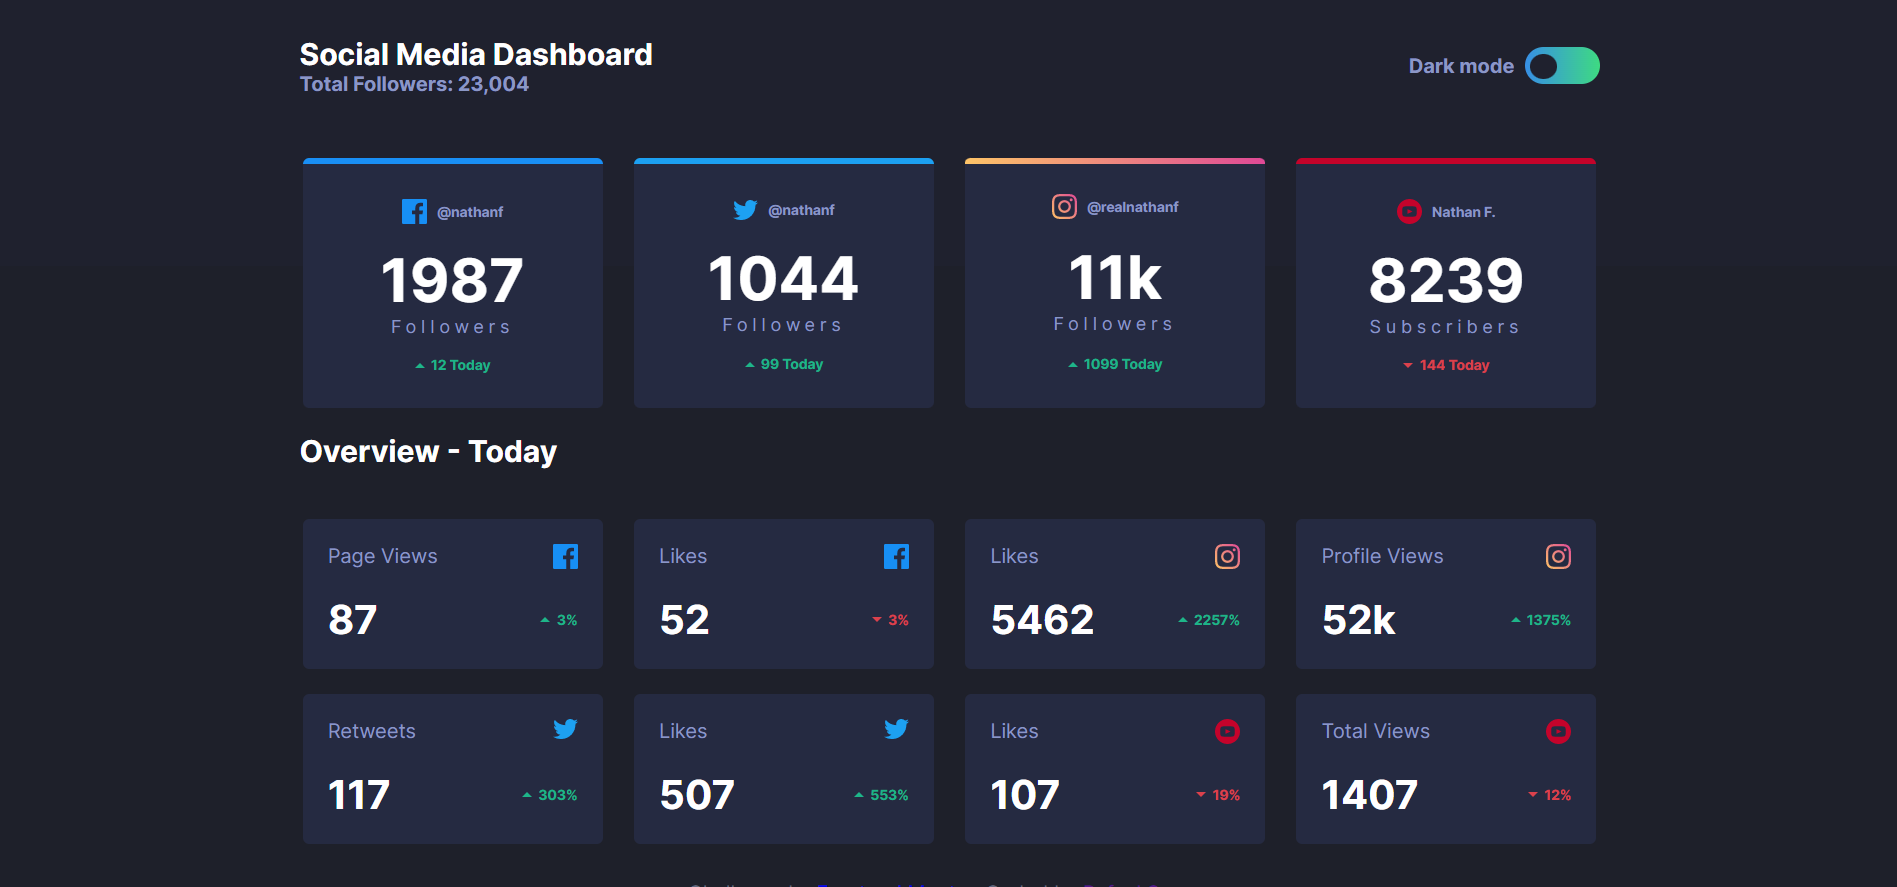 Social Media Dashboard
Total Followers: 23,004
Dark mode
@nathanf
1987
Followers
12 Today
@nathanf
1044
Followers
99 Today
@realnathanf
11k
Followers
1099 Today
Nathan F.
8239
Subscribers
144 Today
Overview - Today
Page Views
87
3%
Likes
52
3%
Likes
5462
2257%
Profile Views
52k
1375%
Retweets
117
303%
Likes
507
553%
Likes
107
19%
Total Views
1407
12%